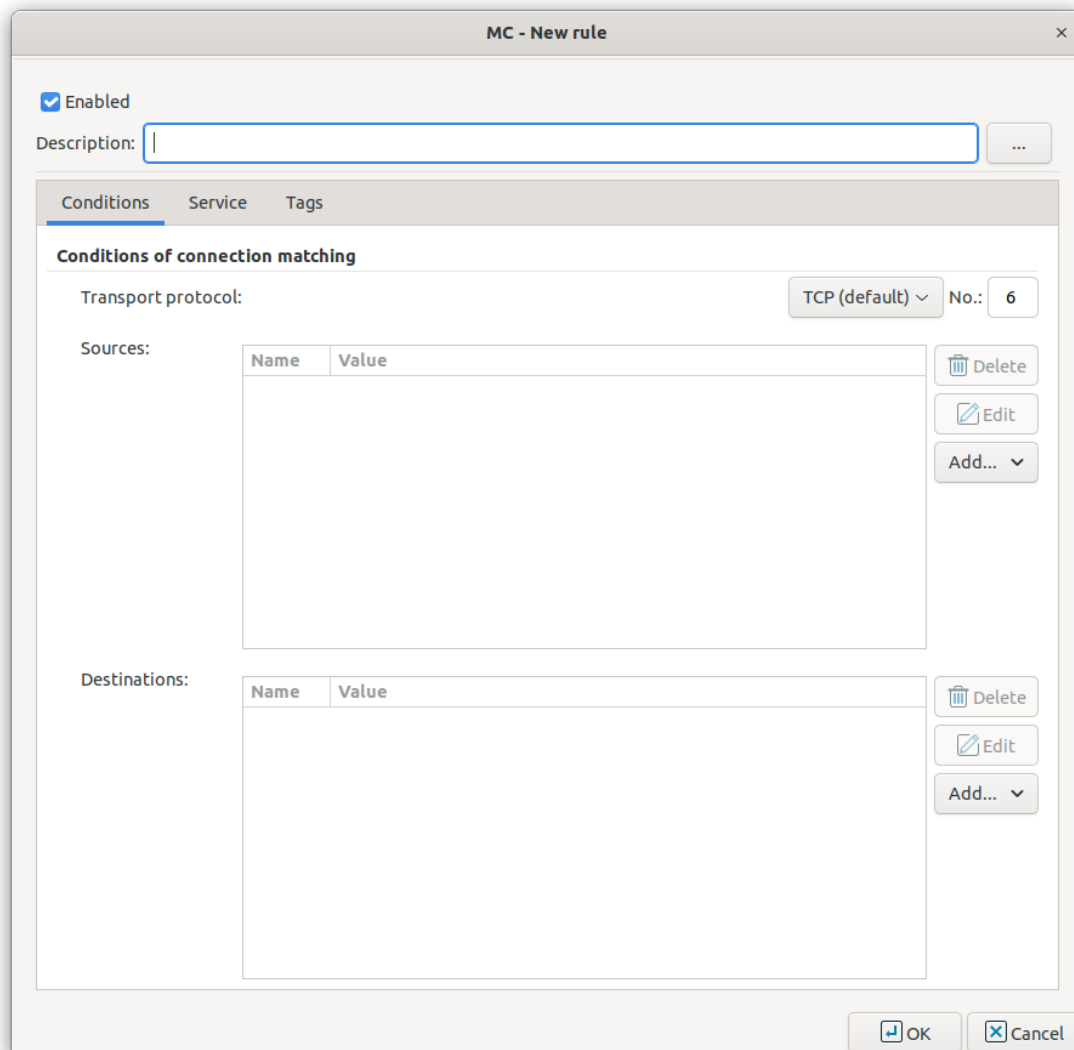 MC - New rule
Enabled
Description:
...
Conditions Service Tags
Conditions of connection matching
Transport protocol: TCP (default) No.: 6
Sources:
Name Value
Delete
Edit
Add...
Destinations:
Name Value
Delete
Edit
Add...
OK Cancel